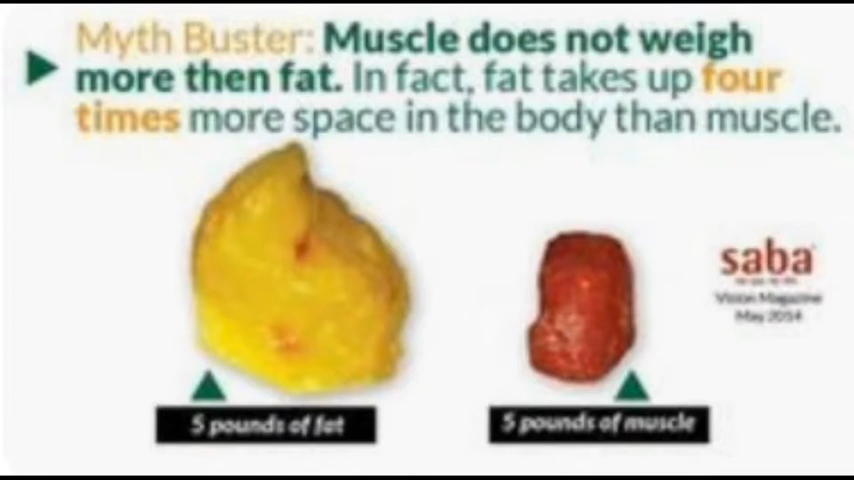 Myth Buster: Muscle does not weigh
more then fat. In fact, fat takes up four
times more space in the body than muscle.
saba
Vision Magazine
May 2014
5 pounds of fat
5 pounds of muscle